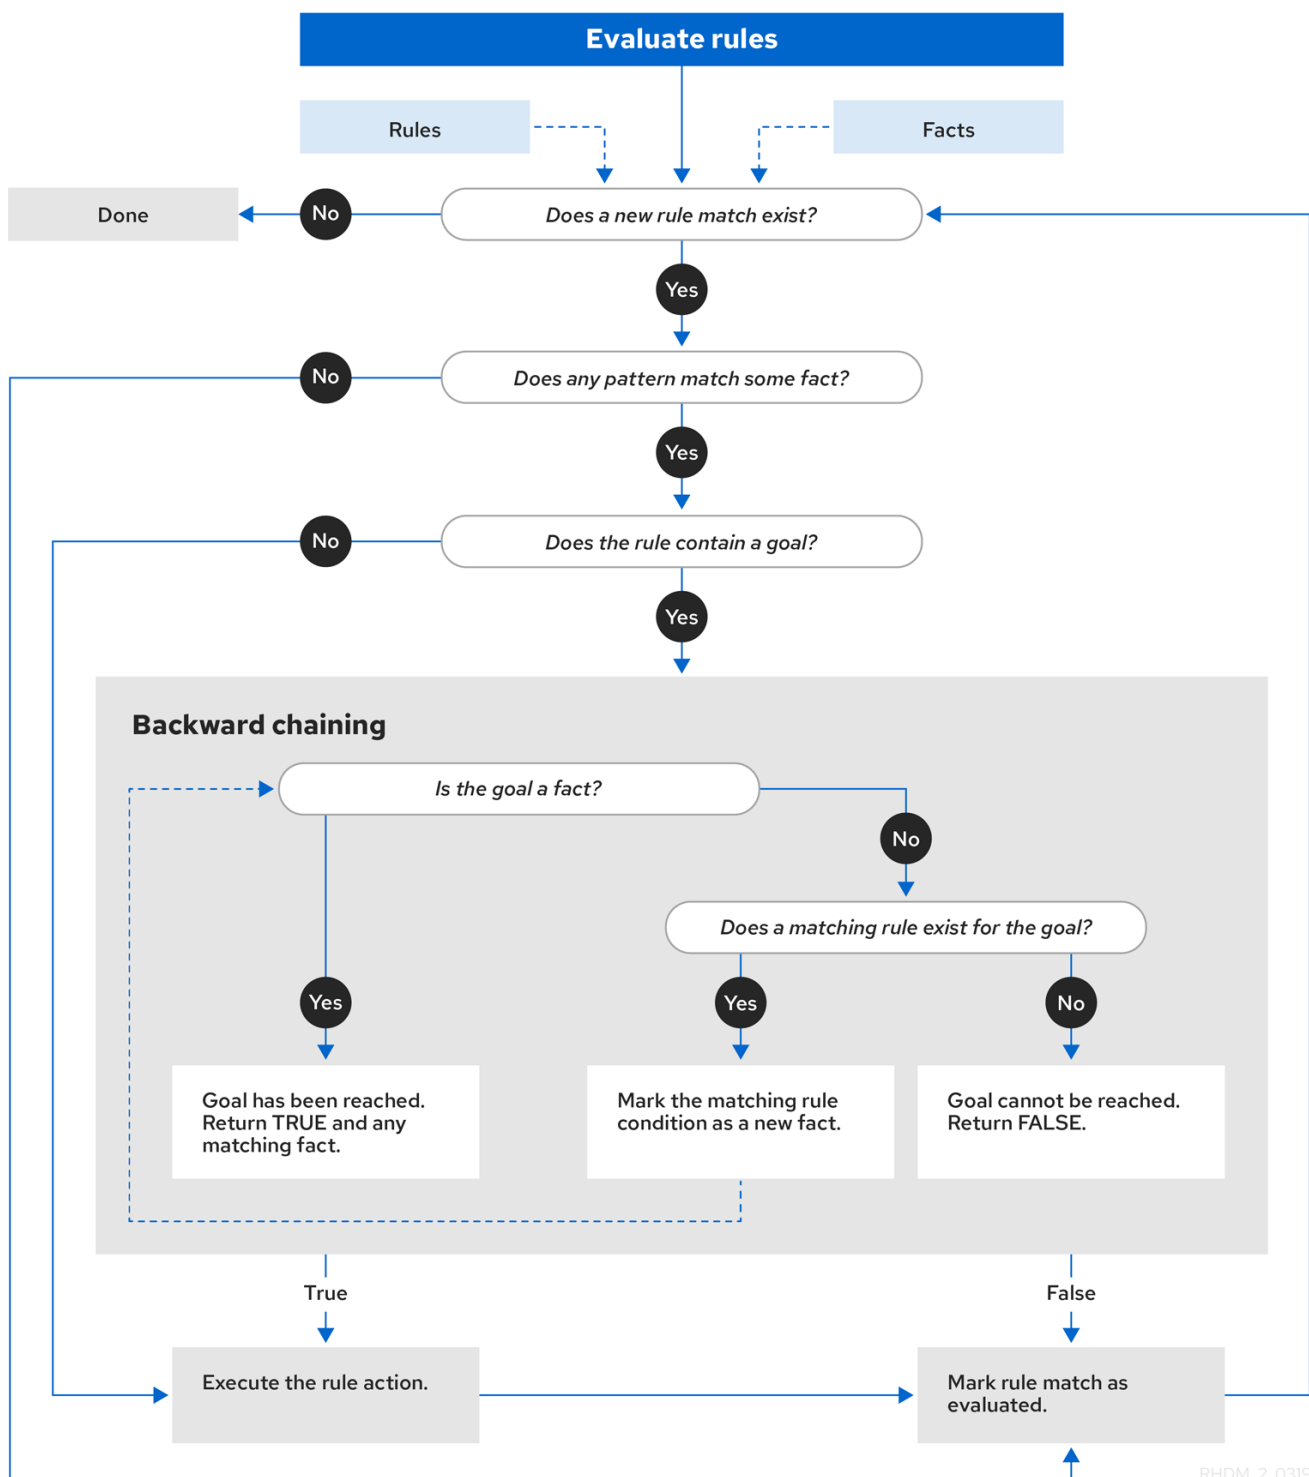 Evaluate rules
Rules
Facts
Done
No
Does a new rule match exist?
Yes
No
Does any pattern match some fact?
Yes
No
Does the rule contain a goal?
Yes
Backward chaining
Is the goal a fact?
No
Does a matching rule exist for the goal?
Yes
Yes
No
Goal has been reached.
Return TRUE and any
matching fact.
Mark the matching rule
condition as a new fact.
Goal cannot be reached.
Return FALSE.
True
False
Execute the rule action.
Mark rule match as
evaluated.
RHDM_2_0319